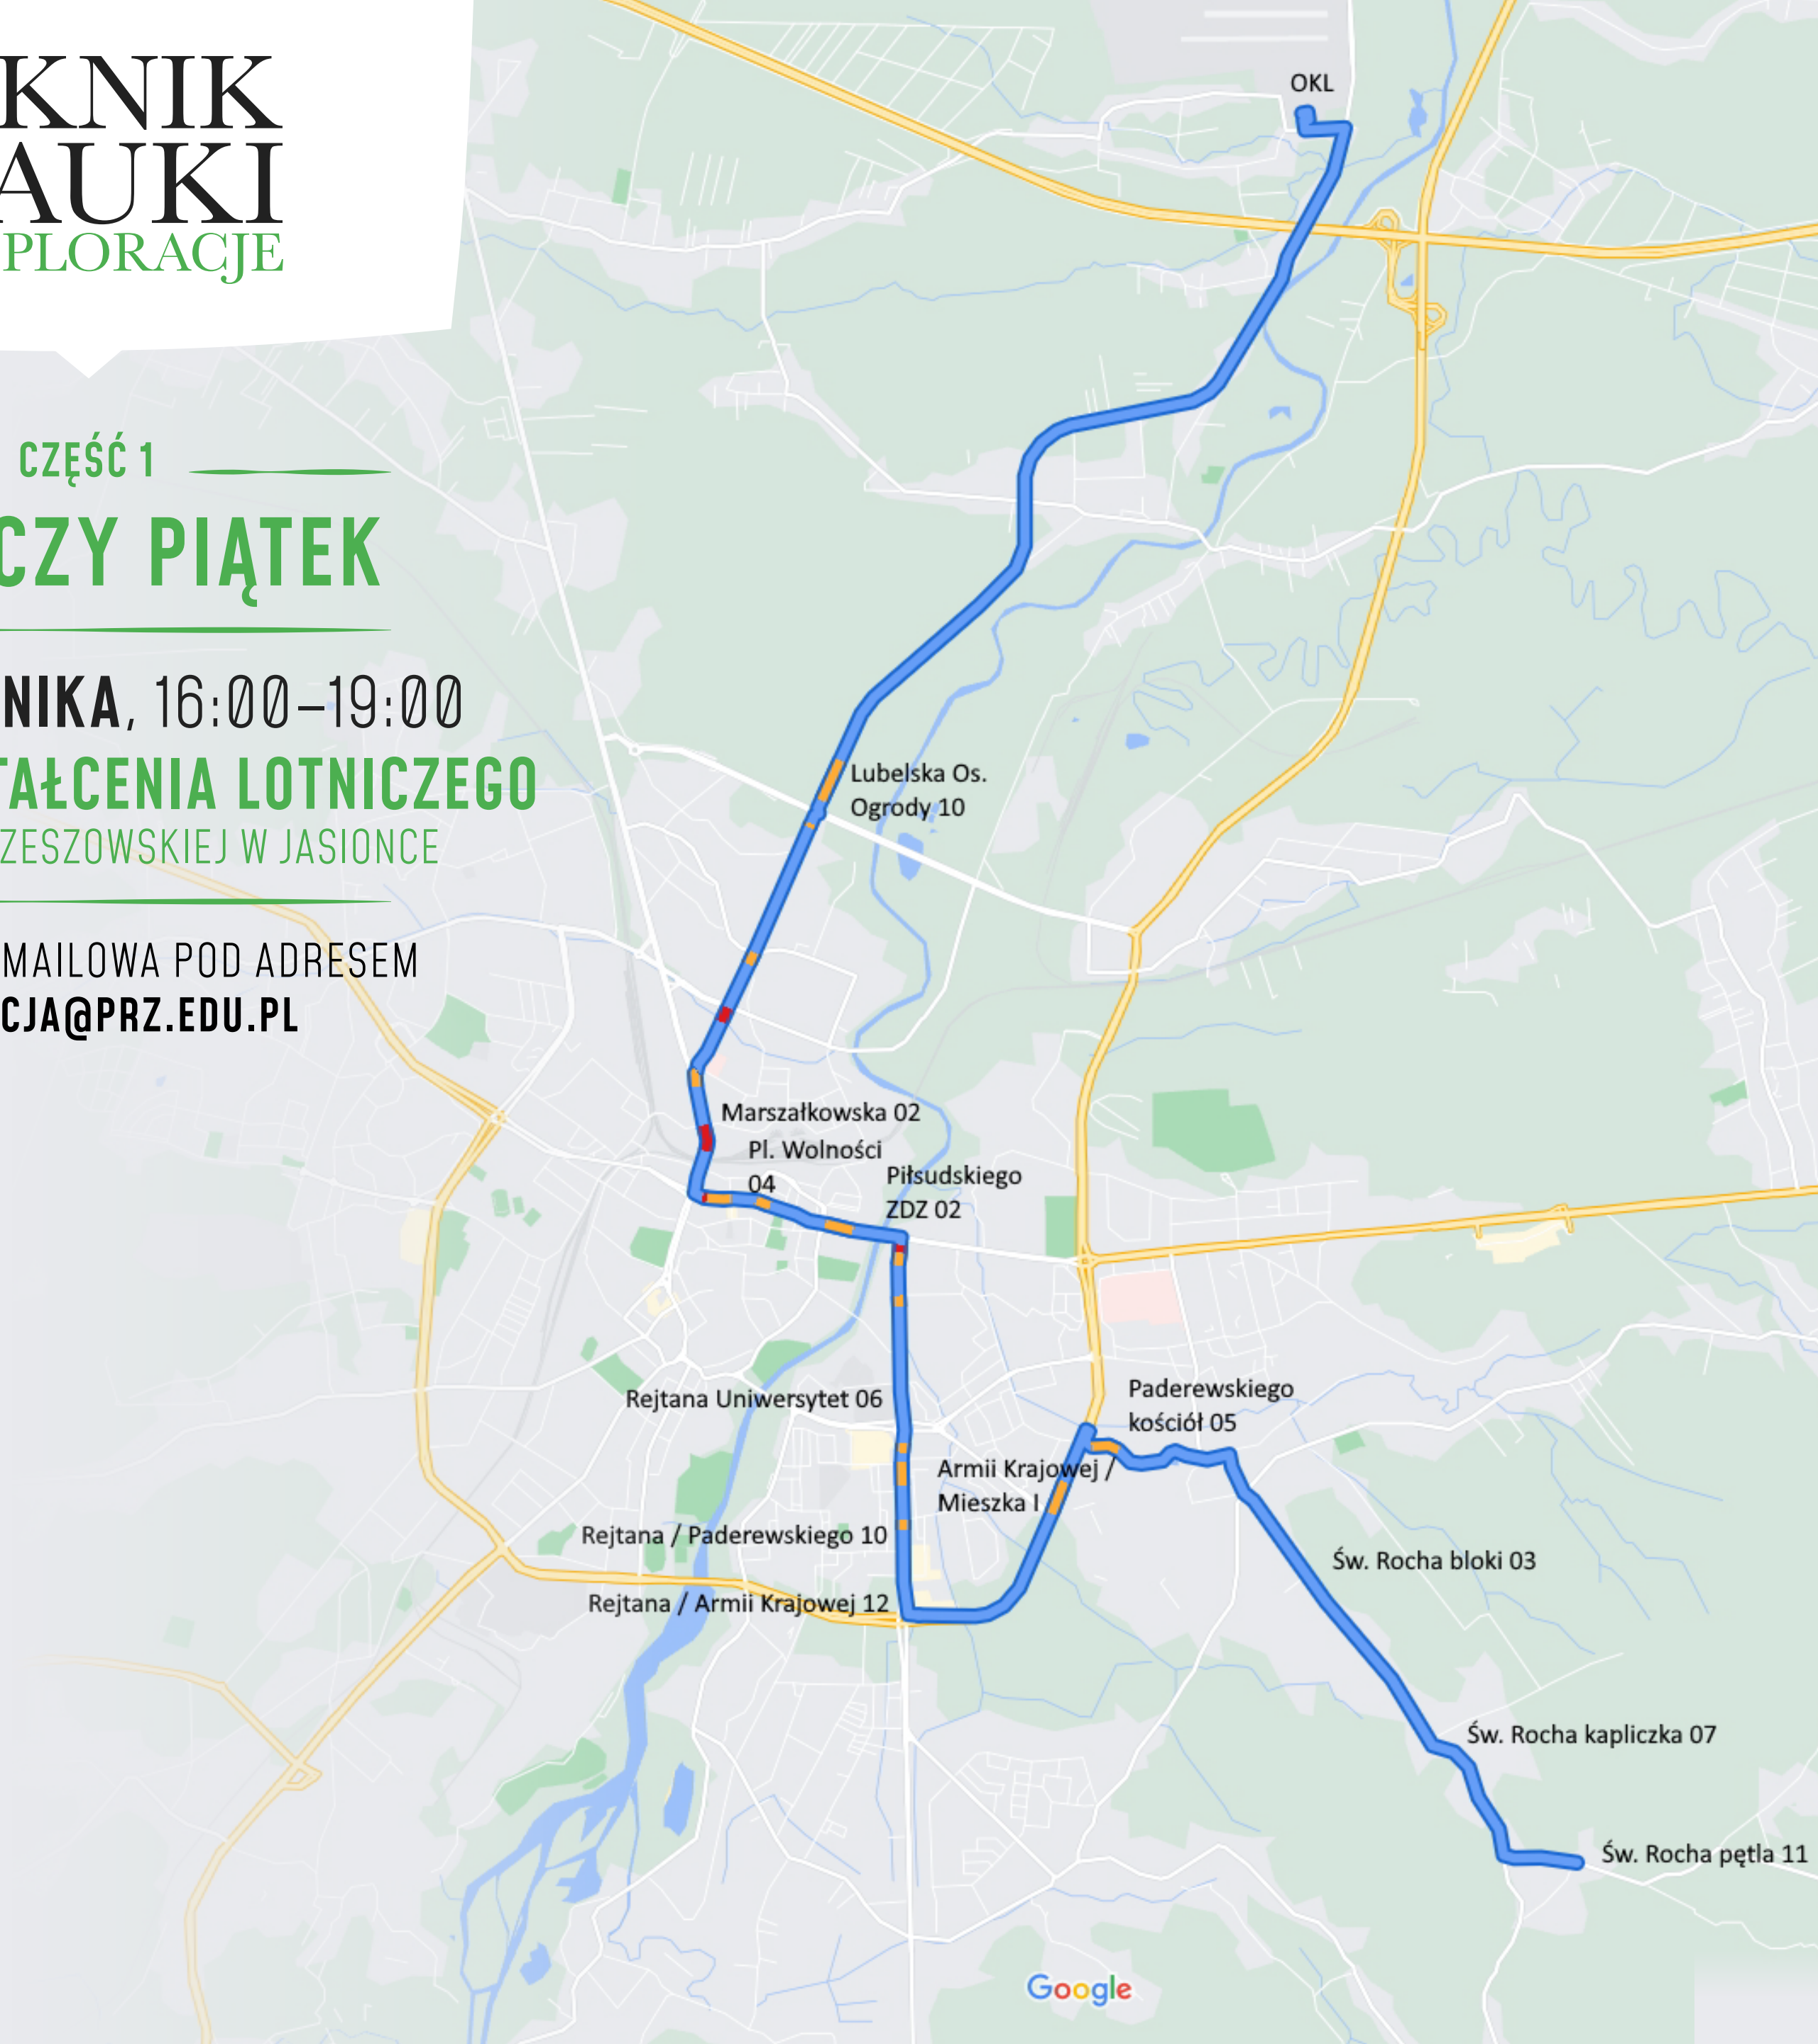 KNIK
AUKI
PLORACJE
CZĘŚĆ 1
CZY PIĄTEK
NIKA, 16:00–19:00
TAŁCENIA LOTNICZEGO
ZESZOWSKIEJ W JASIONCE
MAILOWA POD ADRESEM
CJA@PRZ.EDU.PL
OKL
Lubelska Os.
Ogrody 10
Marszałkowska 02
Pl. Wolności
04
Piłsudskiego
ZDZ 02
Rejtana Uniwersytet 06
Paderewskiego
kościół 05
Armii Krajowej /
Mieszka I
Rejtana / Paderewskiego 10
Św. Rocha bloki 03
Rejtana / Armii Krajowej 12
Św. Rocha kapliczka 07
Św. Rocha pętla 11
Google